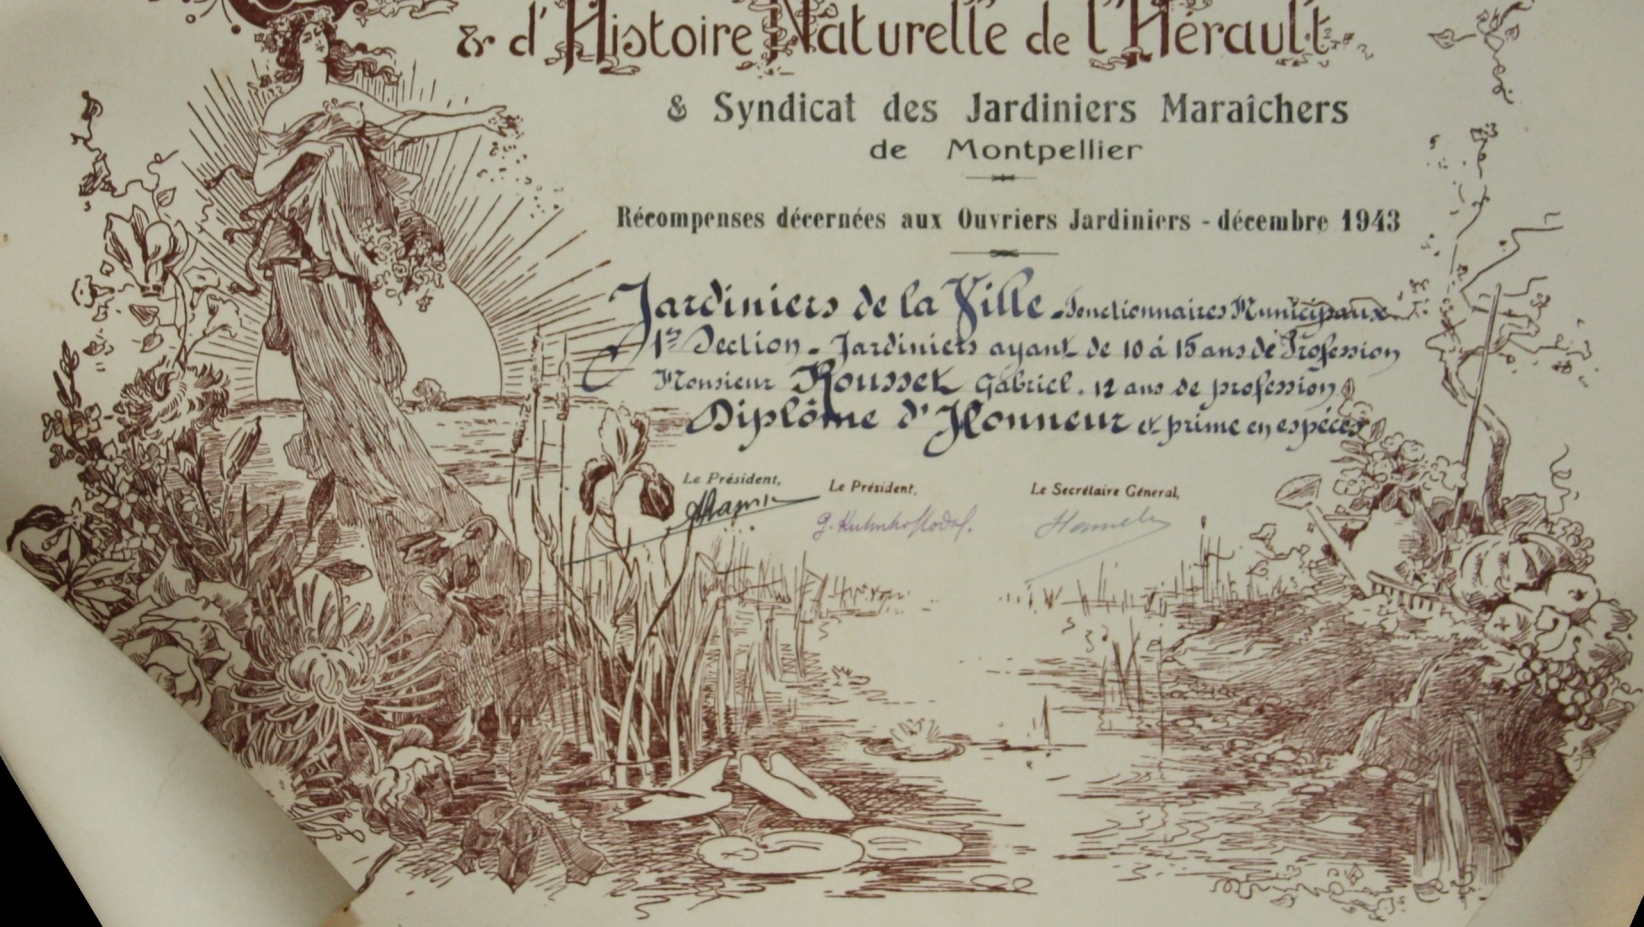 & d'Histoire Naturelle de l'Hérault
& Syndicat des Jardiniers Maraîchers
de Montpellier
Récompenses décernées aux Ouvriers Jardiniers - décembre 1943
Jardiniers de la Ville - Fonctionnaires Municipaux
1re Section - Jardiniers ayant de 10 à 15 ans de Profession
Monsieur Rousset Gabriel. 12 ans de profession
Diplôme d'Honneur et prime en espèces
Le Président, Le Président, Le Secrétaire Général,